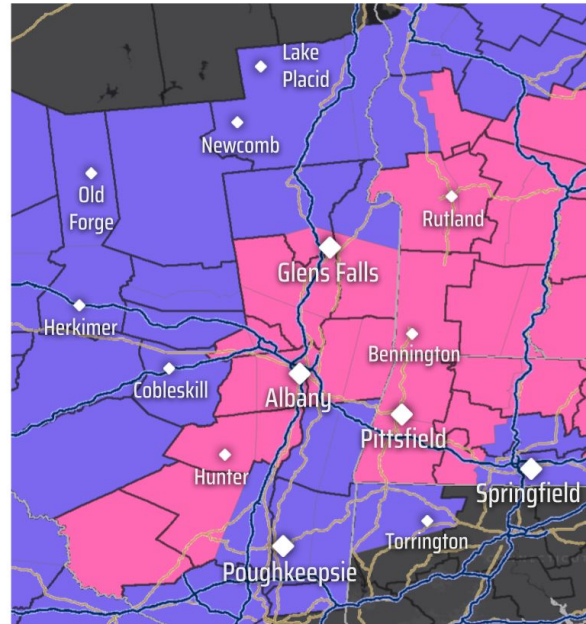 Lake
Placid
Newcomb
Old
Forge
Rutland
Glens Falls
Herkimer
Bennington
Cobleskill
Albany
Pittsfield
Hunter
Springfield
Torrington
Poughkeepsie